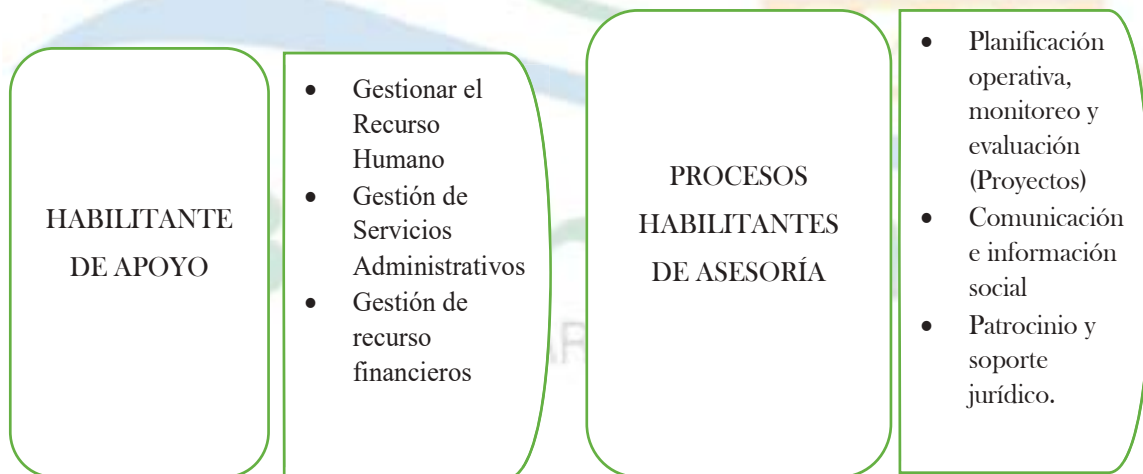 HABILITANTE
DE APOYO
• Gestionar el
Recurso
Humano
• Gestión de
Servicios
Administrativos
• Gestión de
recurso
financieros
PROCESOS
HABILITANTES
DE ASESORÍA
• Planificación
operativa,
monitoreo y
evaluación
(Proyectos)
• Comunicación
e información
social
• Patrocinio y
soporte
jurídico.